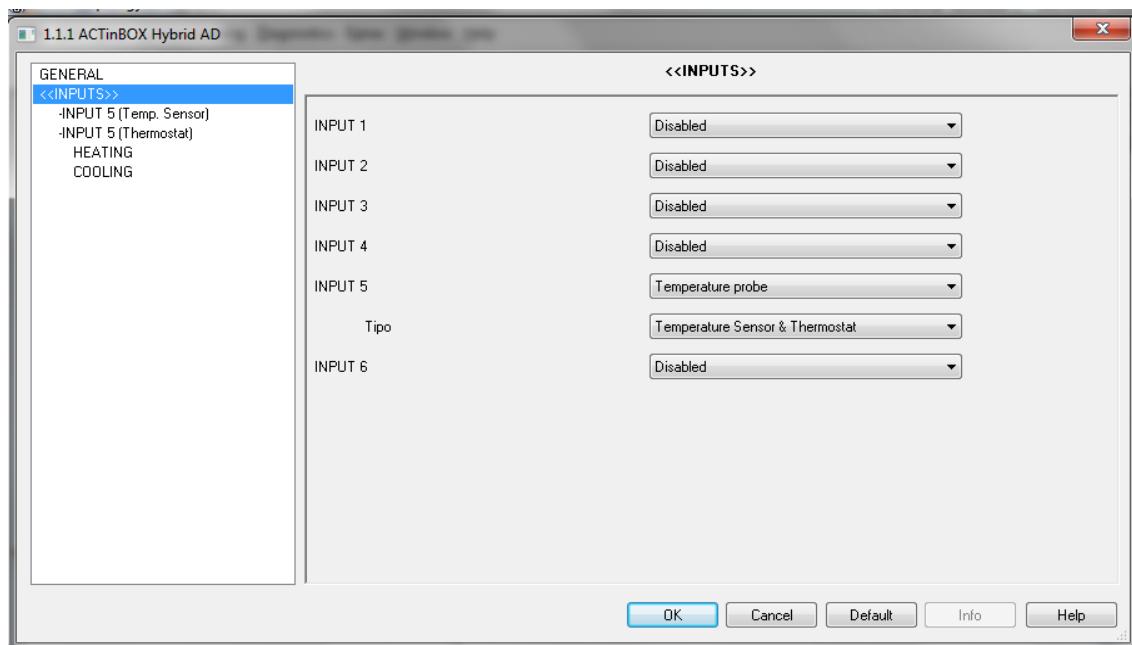 1.1.1 ACTinBOX Hybrid AD
GENERAL
<<INPUTS>>
-INPUT 5 (Temp. Sensor)
-INPUT 5 (Thermostat)
HEATING
COOLING
<<INPUTS>>
INPUT 1 Disabled
INPUT 2 Disabled
INPUT 3 Disabled
INPUT 4 Disabled
INPUT 5 Temperature probe
Tipo Temperature Sensor & Thermostat
INPUT 6 Disabled
OK Cancel Default Info Help